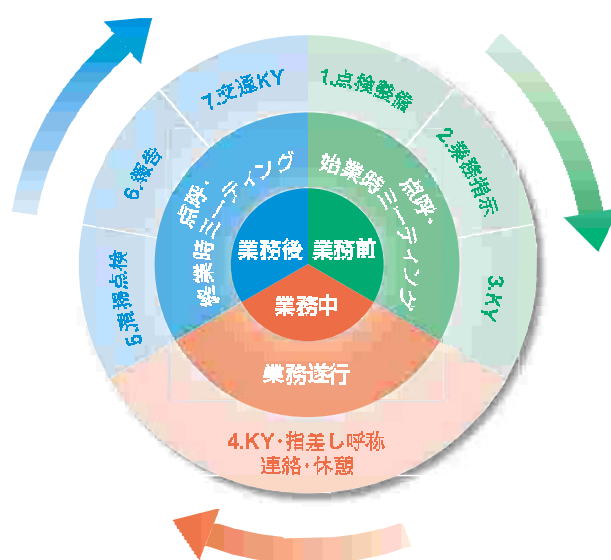 1.点検整備
2.業務指示
3.KY
4.KY・指差し呼称
連絡・休憩
5.清掃点検
6.報告
7.交通KY
点呼・
始業時ミーティング
業務遂行
点呼・
終業時ミーティング
業務前
業務中
業務後